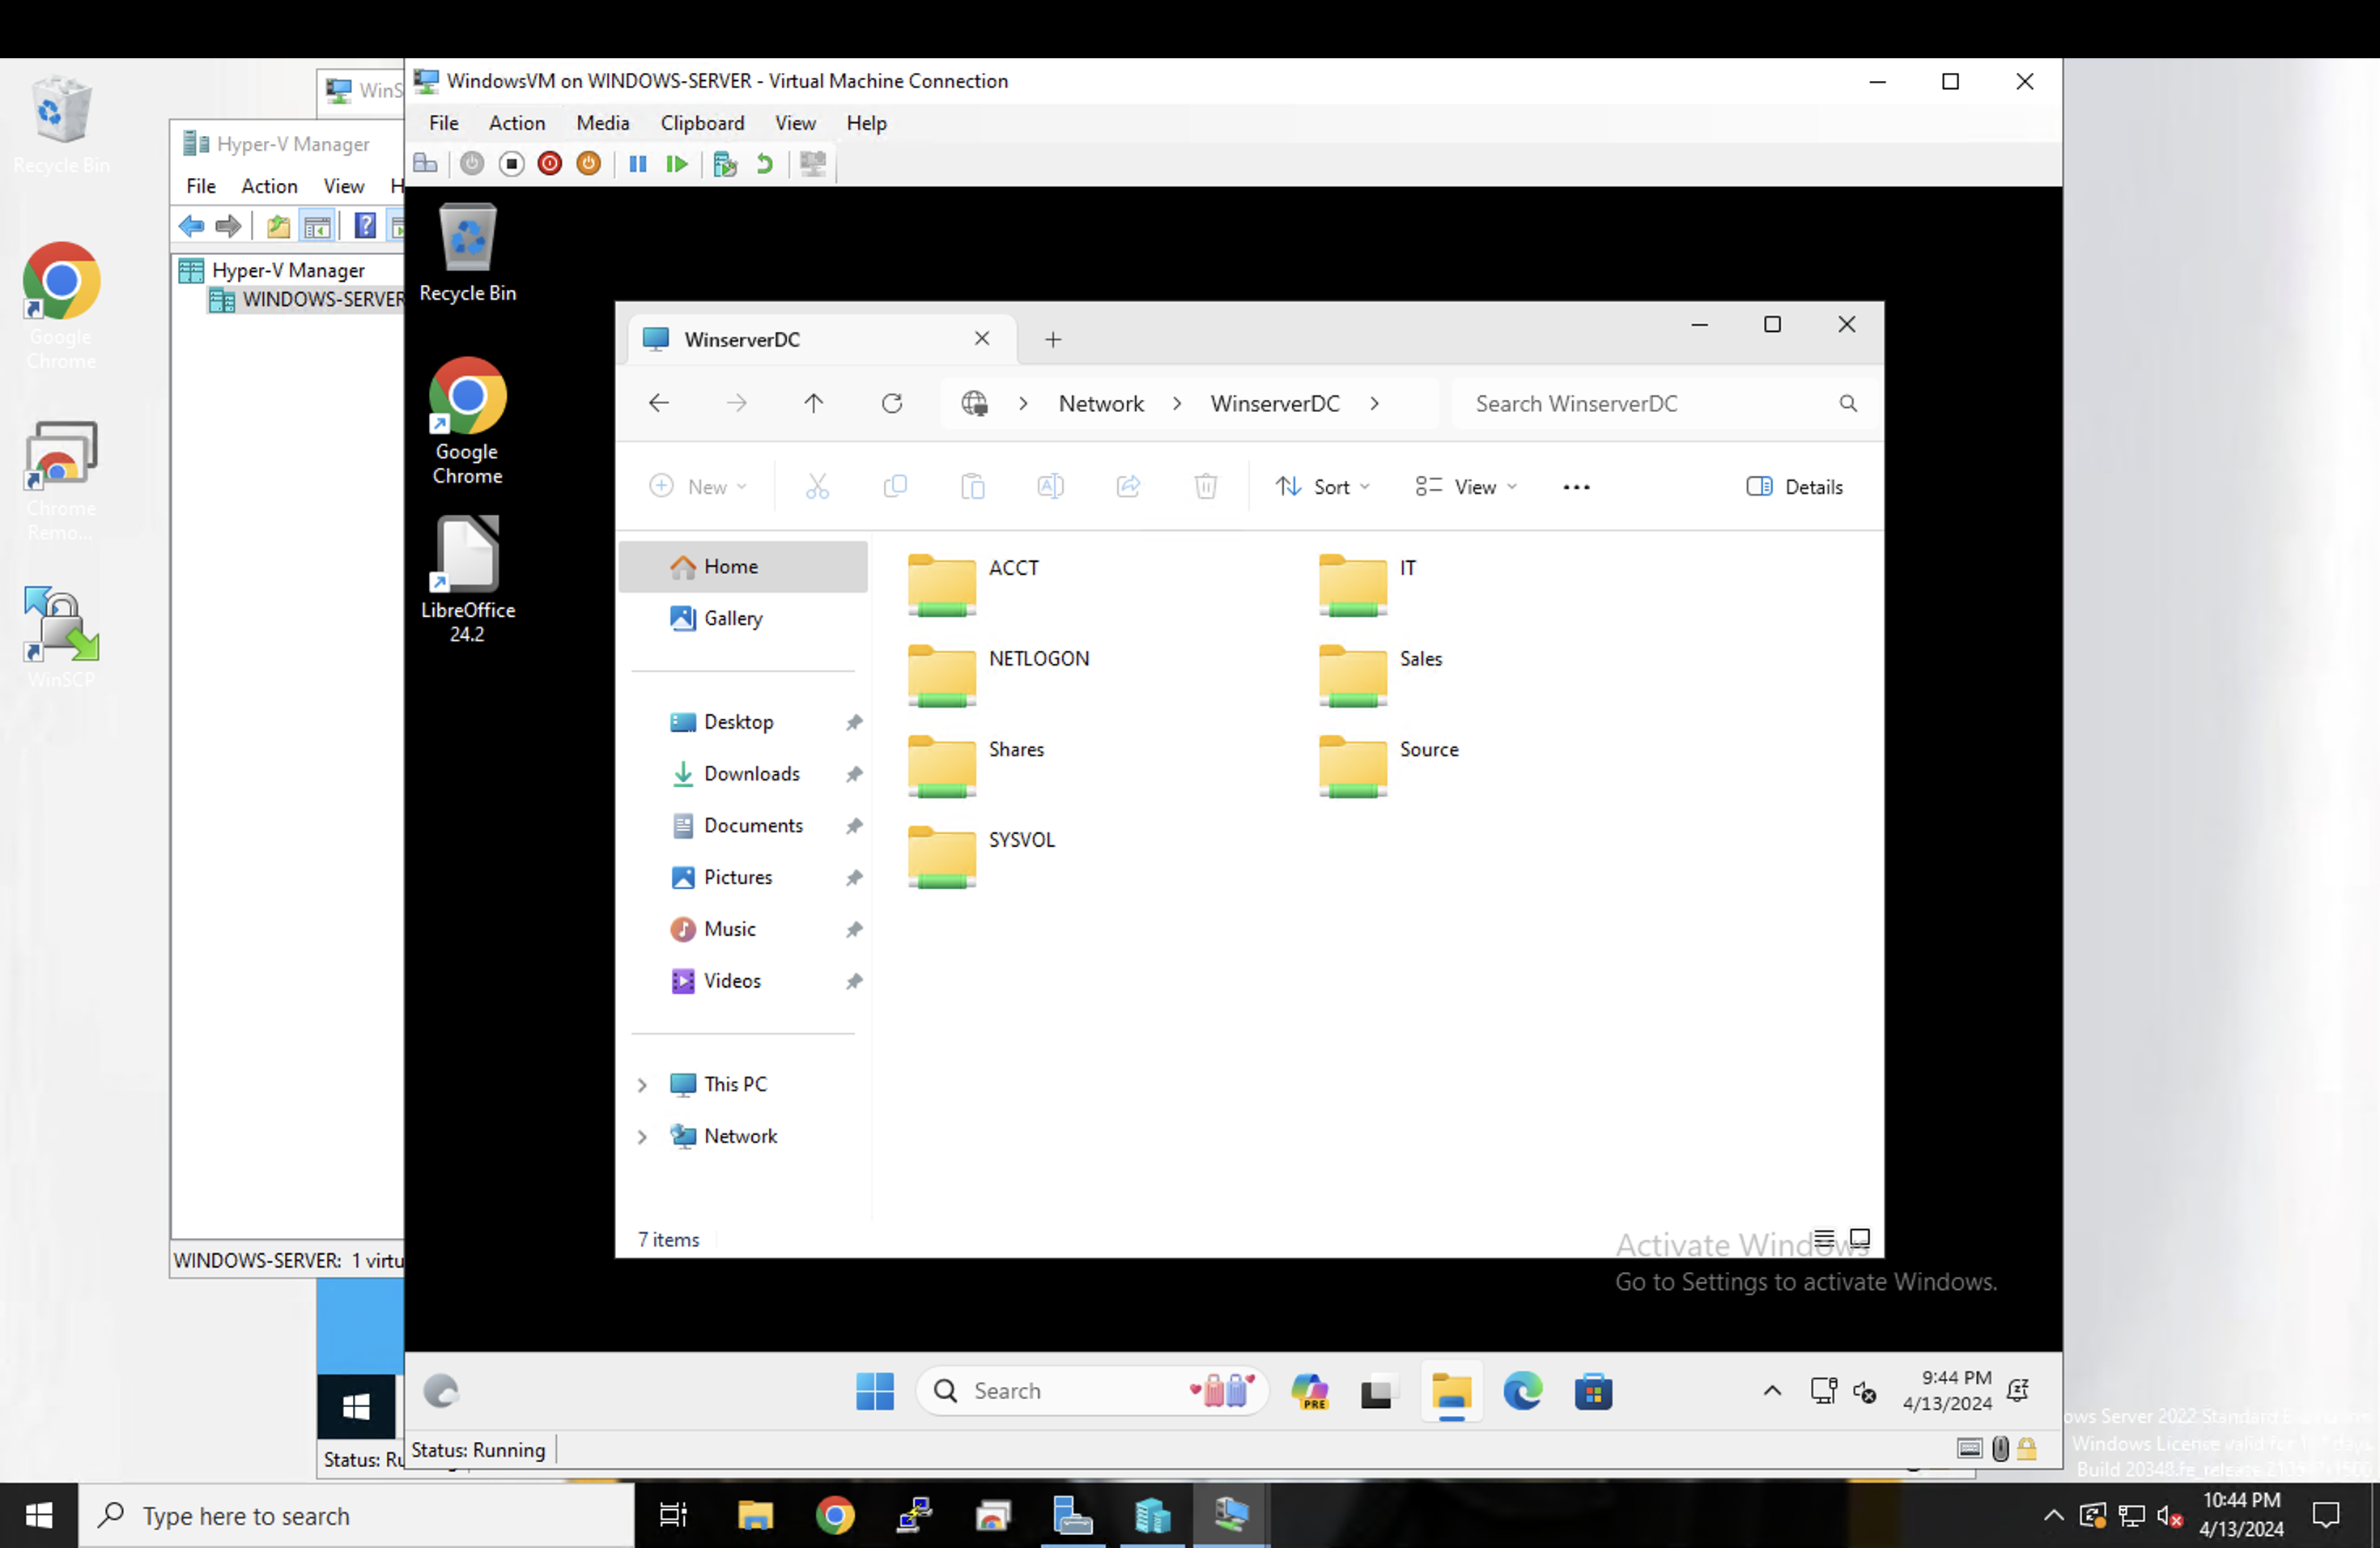 WindowsVM on WINDOWS-SERVER - Virtual Machine Connection
File Action Media Clipboard View Help
WinS
Hyper-V Manager
File Action View H
Hyper-V Manager
WINDOWS-SERVER
WINDOWS-SERVER: 1 virtu
Recycle Bin
Google
Chrome
Chrome
Remo...
WinSCP
Recycle Bin
Google
Chrome
LibreOffice
24.2
WinserverDC
Network > WinserverDC >
Search WinserverDC
New
Sort
View
Details
Home
Gallery
Desktop
Downloads
Documents
Pictures
Music
Videos
This PC
Network
ACCT
IT
NETLOGON
Sales
Shares
Source
SYSVOL
7 items
Activate Windows
Go to Settings to activate Windows.
Search
PRE
9:44 PM
4/13/2024
Status: Running
Status: Ru
ows Server 2022 Standard
Windows License valid for
Build 20348.fe_release
Type here to search
10:44 PM
4/13/2024